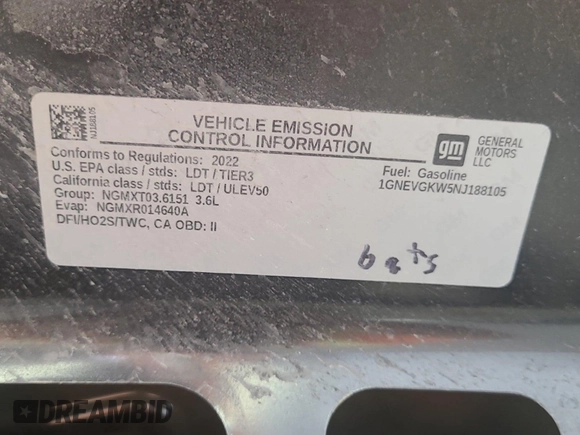 NJ188105
VEHICLE EMISSION
CONTROL INFORMATION
gm
GENERAL
MOTORS
LLC
Conforms to Regulations: 2022
U.S. EPA class / stds: LDT / TIER3
California class / stds: LDT / ULEV50
Group: NGMXT03.6151 3.6L
Evap: NGMXR014640A
DFI/HO2S/TWC, CA OBD: II
Fuel: Gasoline
1GNEVGKW5NJ188105
DREAMBID